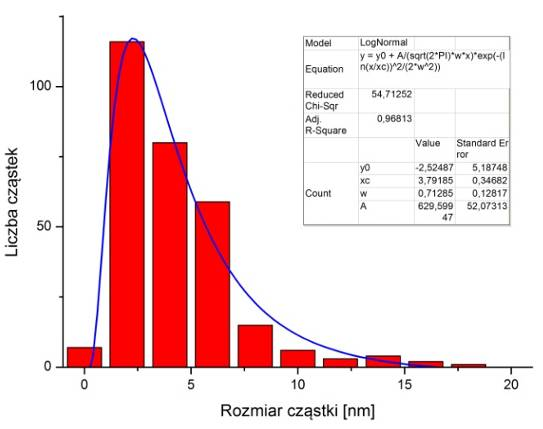 Liczba cząstek
100
50
0
0
5
10
15
20
Rozmiar cząstki [nm]
Model LogNormal
Equation y = y0 + A/(sqrt(2*PI)*w*x)*exp(-(l
n(x/xc))^2/(2*w^2))
Reduced
Chi-Sqr 54,71252
Adj.
R-Square 0,96813
Value Standard Er
ror
Count y0 -2,52487 5,18748
xc 3,79185 0,34682
w 0,71285 0,12817
A 629,599
47 52,07313